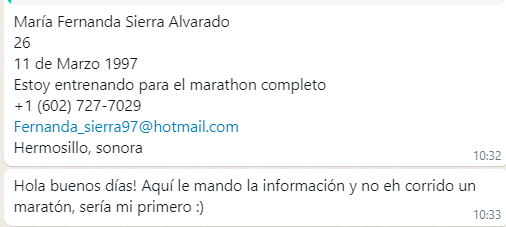 María Fernanda Sierra Alvarado
26
11 de Marzo 1997
Estoy entrenando para el marathon completo
+1 (602) 727-7029
Fernanda_sierra97@hotmail.com
Hermosillo, sonora
10:32
Hola buenos días! Aquí le mando la información y no eh corrido un
maratón, sería mi primero :)
10:33